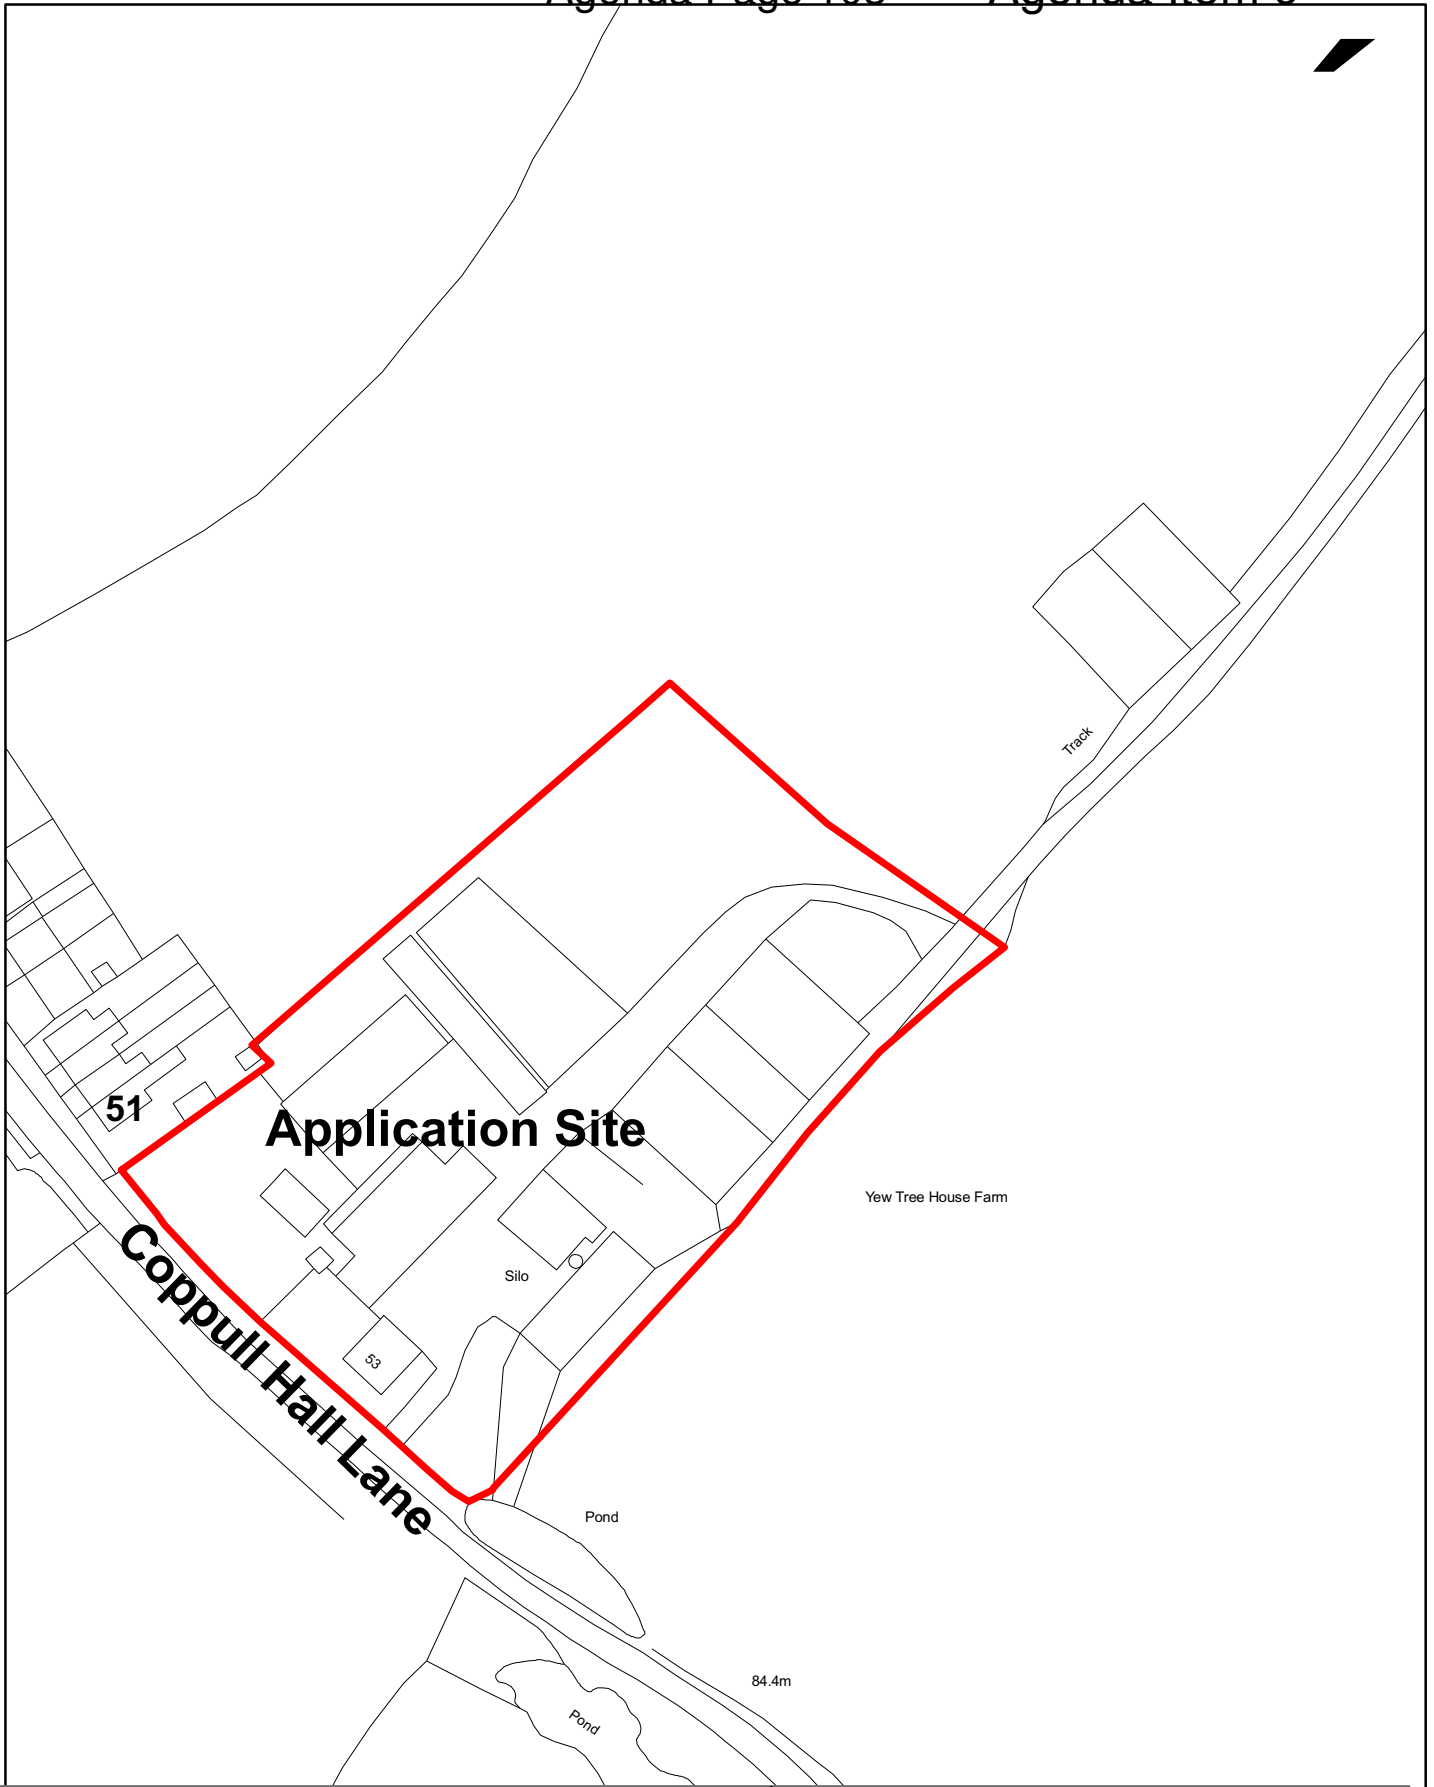 Track
51
Application Site
Yew Tree House Farm
Coppull Hall Lane
Silo
53
Pond
84.4m
Pond